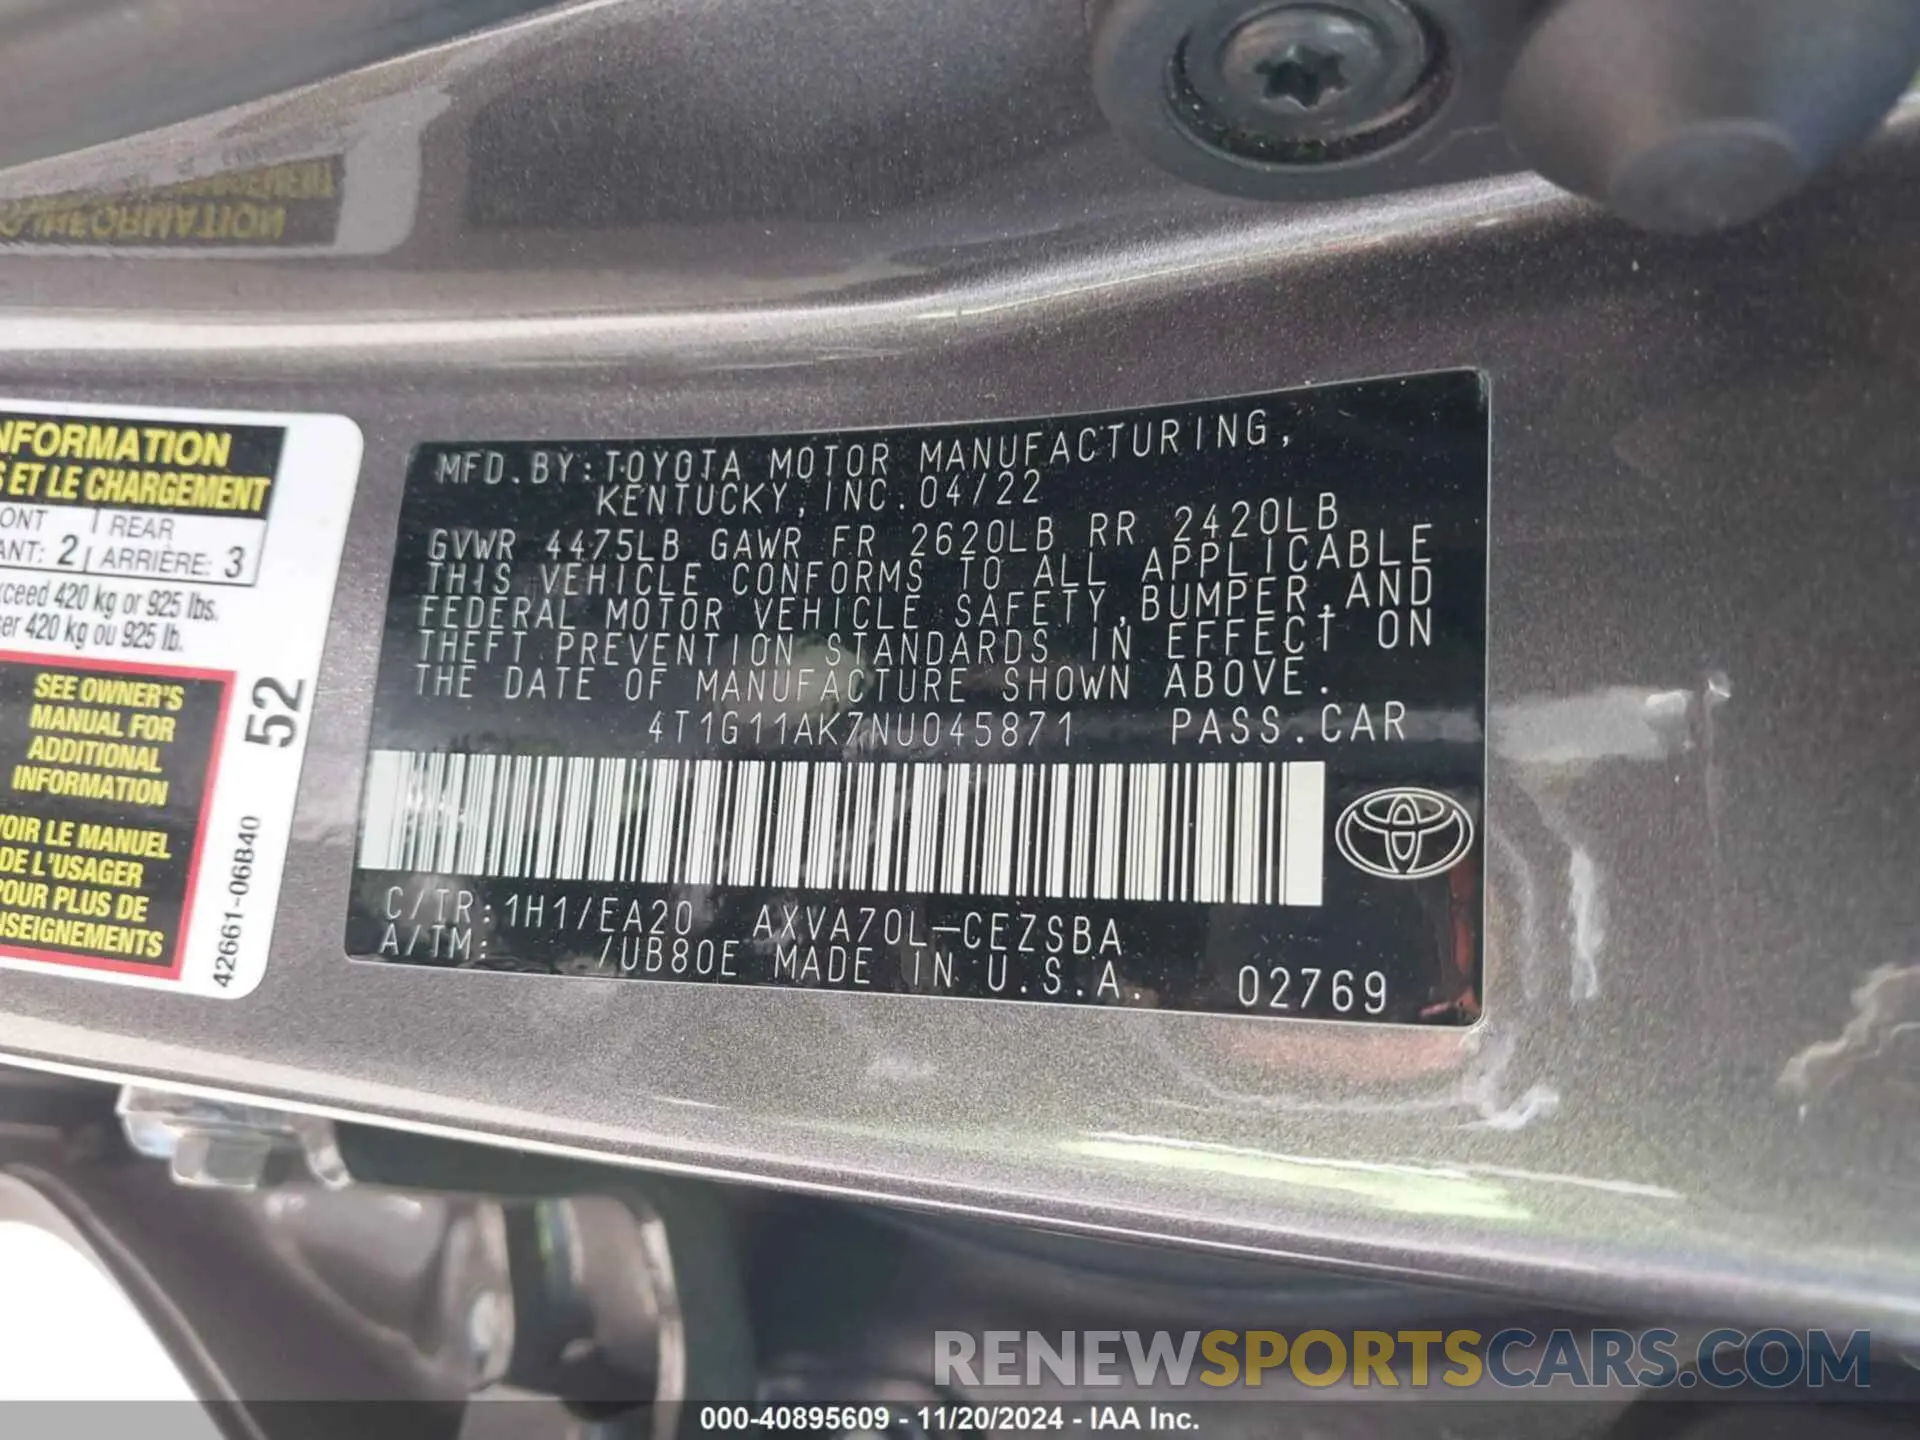 NFORMATION
S ET LE CHARGEMENT
ONT | REAR
ANT: 2 | ARRIÈRE: 3
ceed 420 kg or 925 lbs.
er 420 kg ou 925 lb.
SEE OWNER'S
MANUAL FOR
ADDITIONAL
INFORMATION
OIR LE MANUEL
DE L'USAGER
POUR PLUS DE
NSEIGNEMENTS
52
42661-06B40
MFD. BY: TOYOTA MOTOR MANUFACTURING,
KENTUCKY, INC. 04/22
GVWR 4475LB GAWR FR 2620LB RR 2420LB
THIS VEHICLE CONFORMS TO ALL APPLICABLE
FEDERAL MOTOR VEHICLE SAFETY, BUMPER, AND
THEFT PREVENTION STANDARDS IN EFFECT ON
THE DATE OF MANUFACTURE SHOWN ABOVE.
4T1G11AK7NU045871 PASS. CAR
C/TR: 1H1/EA20 AXVA70L-CEZSBA
A/TM: /UB80E MADE IN U.S.A. 02769
RENEWSPORTSCARS.COM
000-40895609 - 11/20/2024 - IAA Inc.